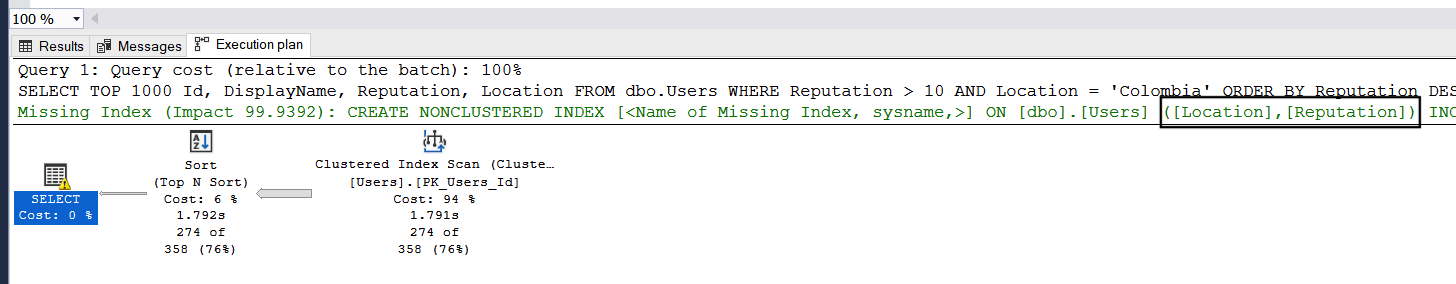 100 %
Results Messages Execution plan
Query 1: Query cost (relative to the batch): 100%
SELECT TOP 1000 Id, DisplayName, Reputation, Location FROM dbo.Users WHERE Reputation > 10 AND Location = 'Colombia' ORDER BY Reputation DES
Missing Index (Impact 99.9392): CREATE NONCLUSTERED INDEX [<Name of Missing Index, sysname,>] ON [dbo].[Users] ([Location],[Reputation]) INC
SELECT
Cost: 0 %
Sort
(Top N Sort)
Cost: 6 %
1.792s
274 of
358 (76%)
Clustered Index Scan (Cluste…
[Users].[PK_Users_Id]
Cost: 94 %
1.791s
274 of
358 (76%)